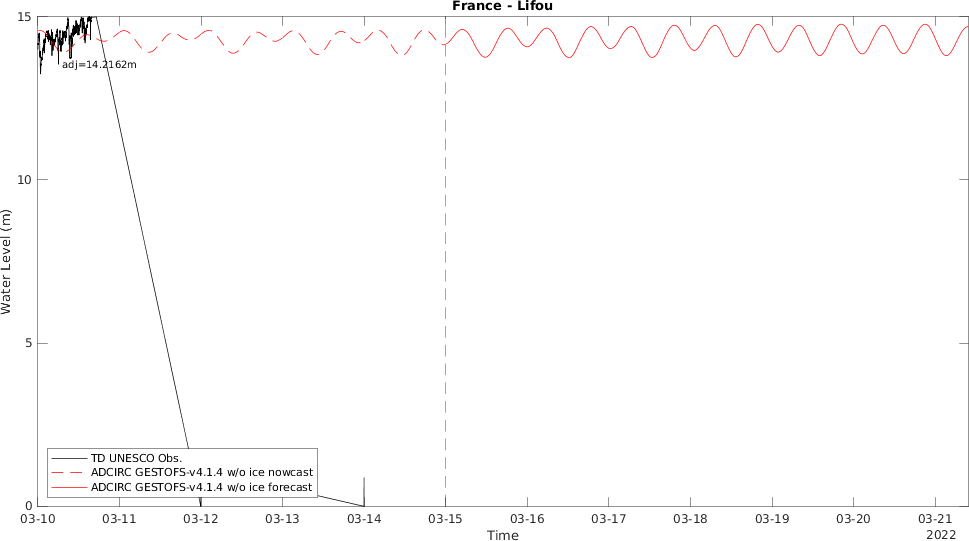 France - Lifou
15
10
5
0
Water Level (m)
adj=14.2162m
TD UNESCO Obs.
ADCIRC GESTOFS-v4.1.4 w/o ice nowcast
ADCIRC GESTOFS-v4.1.4 w/o ice forecast
03-10 03-11 03-12 03-13 03-14 03-15 03-16 03-17 03-18 03-19 03-20 03-21
2022
Time